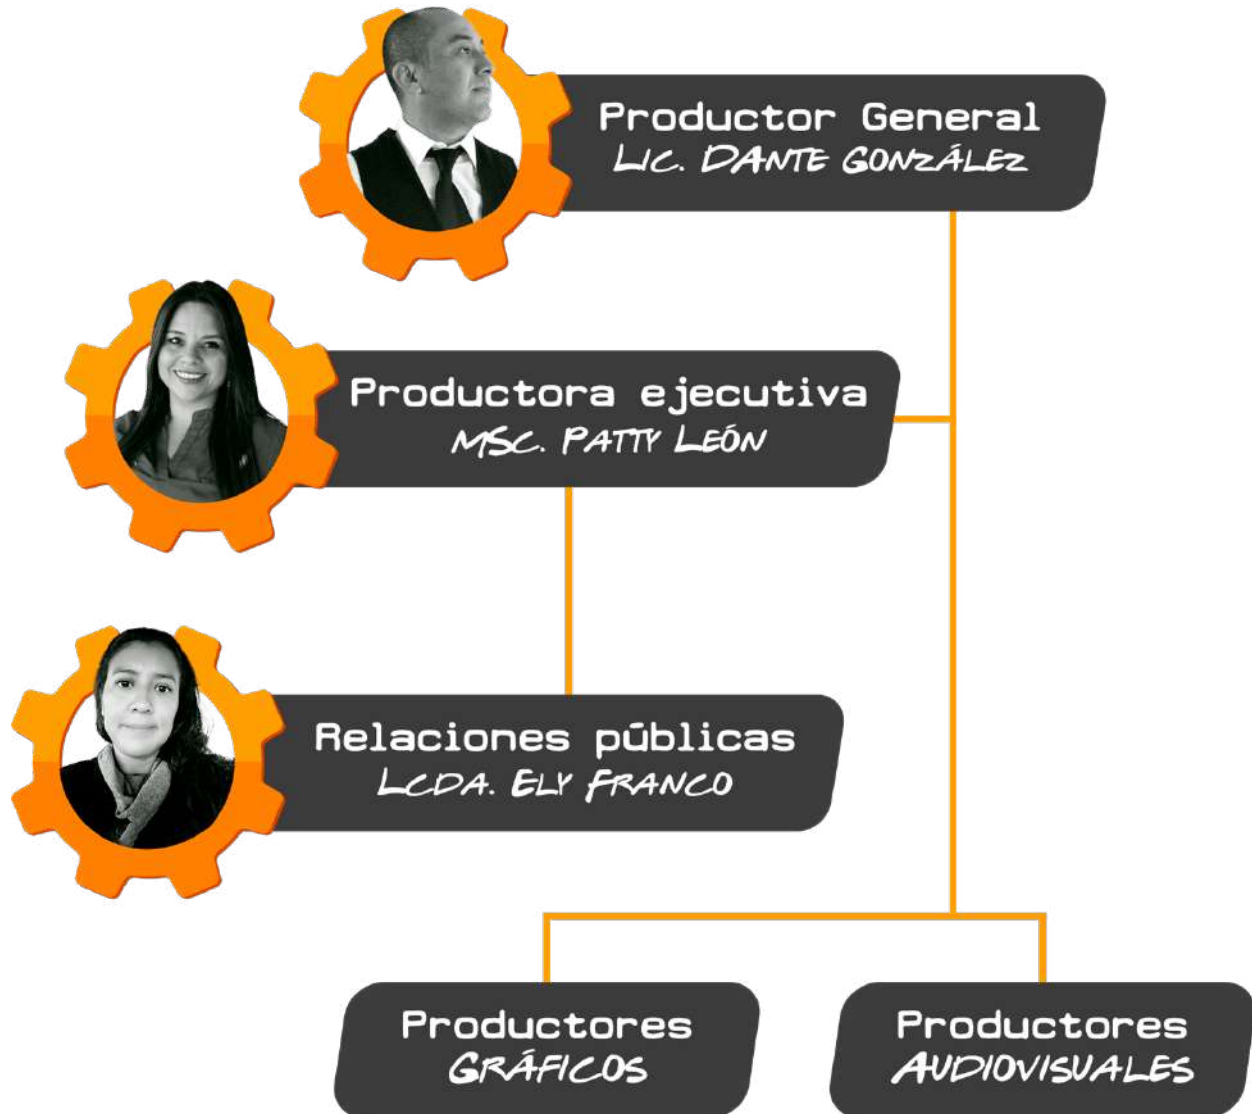 Productor General
LIC. DANTE GONZÁLEZ
Productora ejecutiva
MSC. PATTY LEÓN
Relaciones públicas
LCDA. ELY FRANCO
Productores
GRÁFICOS
Productores
AUDIOVISUALES